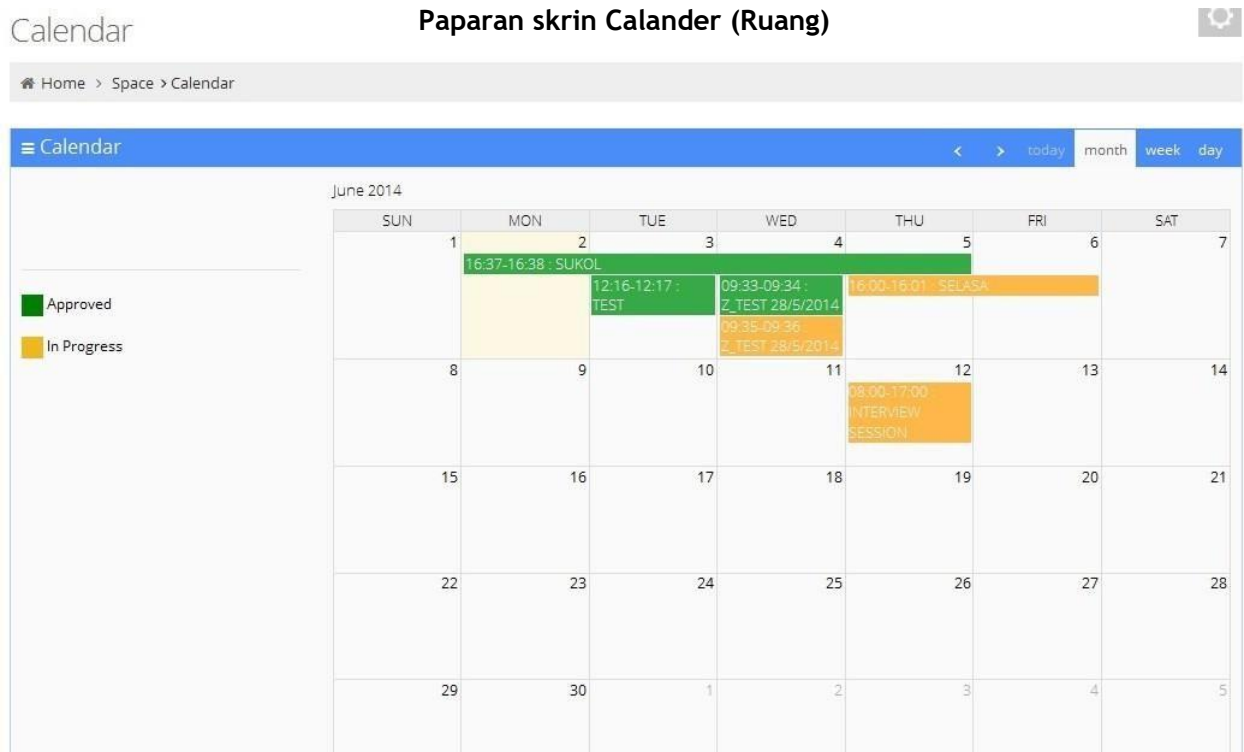 Calendar
Paparan skrin Calander (Ruang)
Home > Space > Calendar
Calendar
< > today month week day
June 2014
SUN MON TUE WED THU FRI SAT
1 2 3 4 5 6 7
16:37-16:38 : SUKOL
12:16-12:17 :
TEST
09:33-09:34 :
Z_TEST 28/5/2014
16:00-16:01 : SELASA
09:35-09:36 :
Z_TEST 28/5/2014
Approved
In Progress
8 9 10 11 12 13 14
08:00-17:00 :
INTERVIEW
SESSION
15 16 17 18 19 20 21
22 23 24 25 26 27 28
29 30 1 2 3 4 5